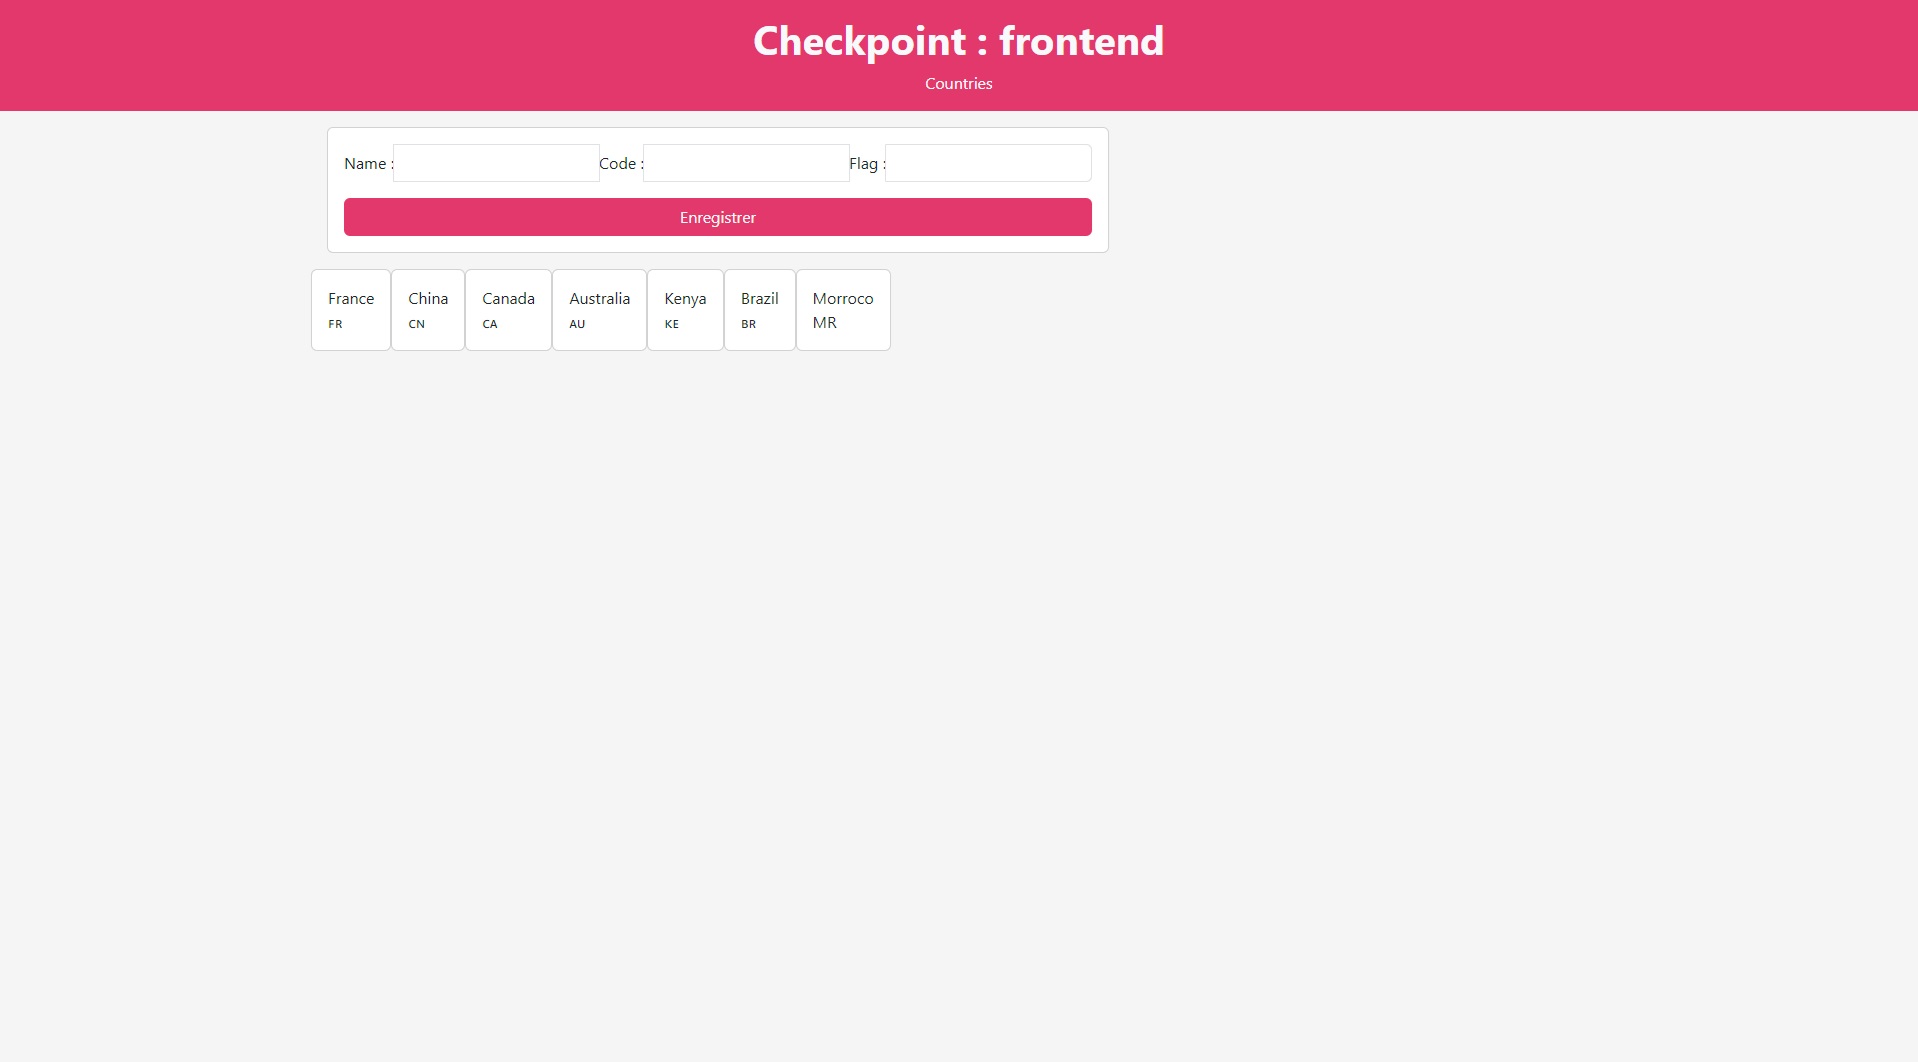 Checkpoint : frontend
Countries
Name : Code : Flag :
Enregistrer
France China Canada Australia Kenya Brazil Morroco
FR CN CA AU KE BR MR